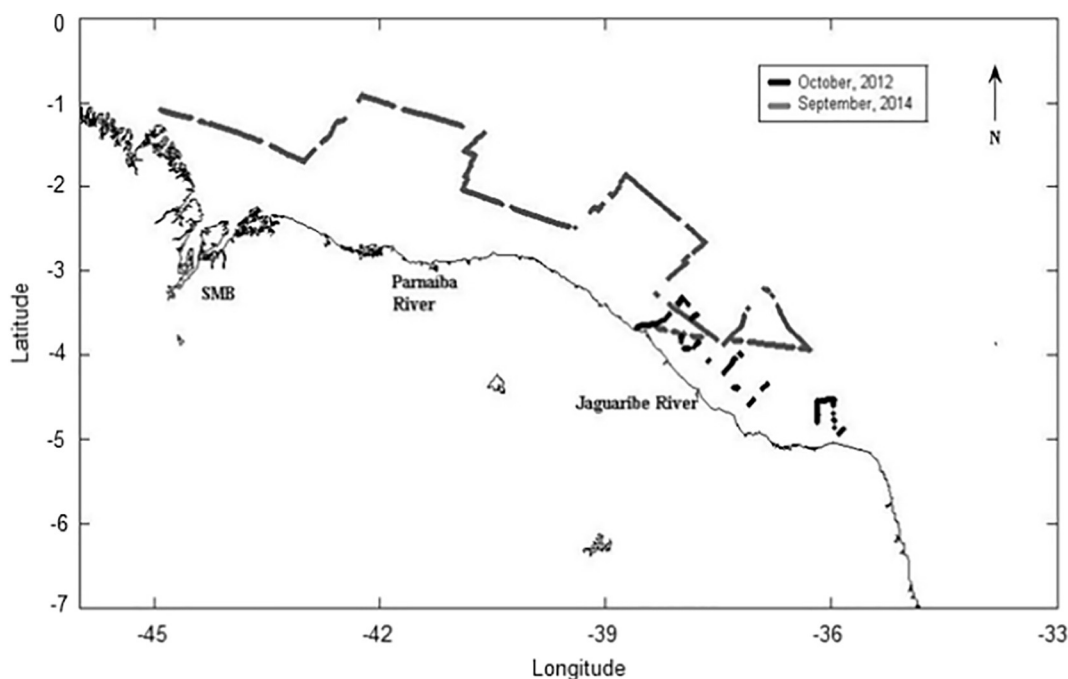 0
-1
-2
-3
-4
-5
-6
-7
Latitude
October, 2012
September, 2014
N
SMB
Parnaiba
River
Jaguaribe River
-45
-42
-39
-36
-33
Longitude